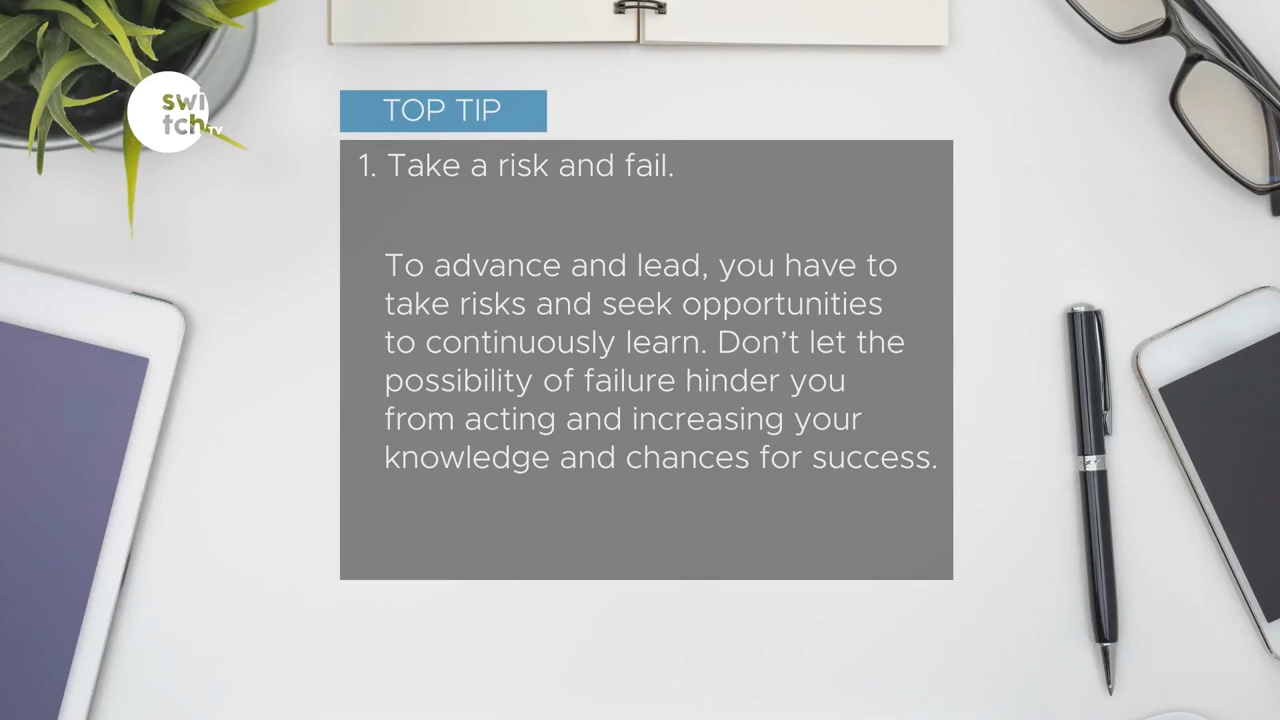 swi
tch TV
TOP TIP
1. Take a risk and fail.
To advance and lead, you have to
take risks and seek opportunities
to continuously learn. Don’t let the
possibility of failure hinder you
from acting and increasing your
knowledge and chances for success.